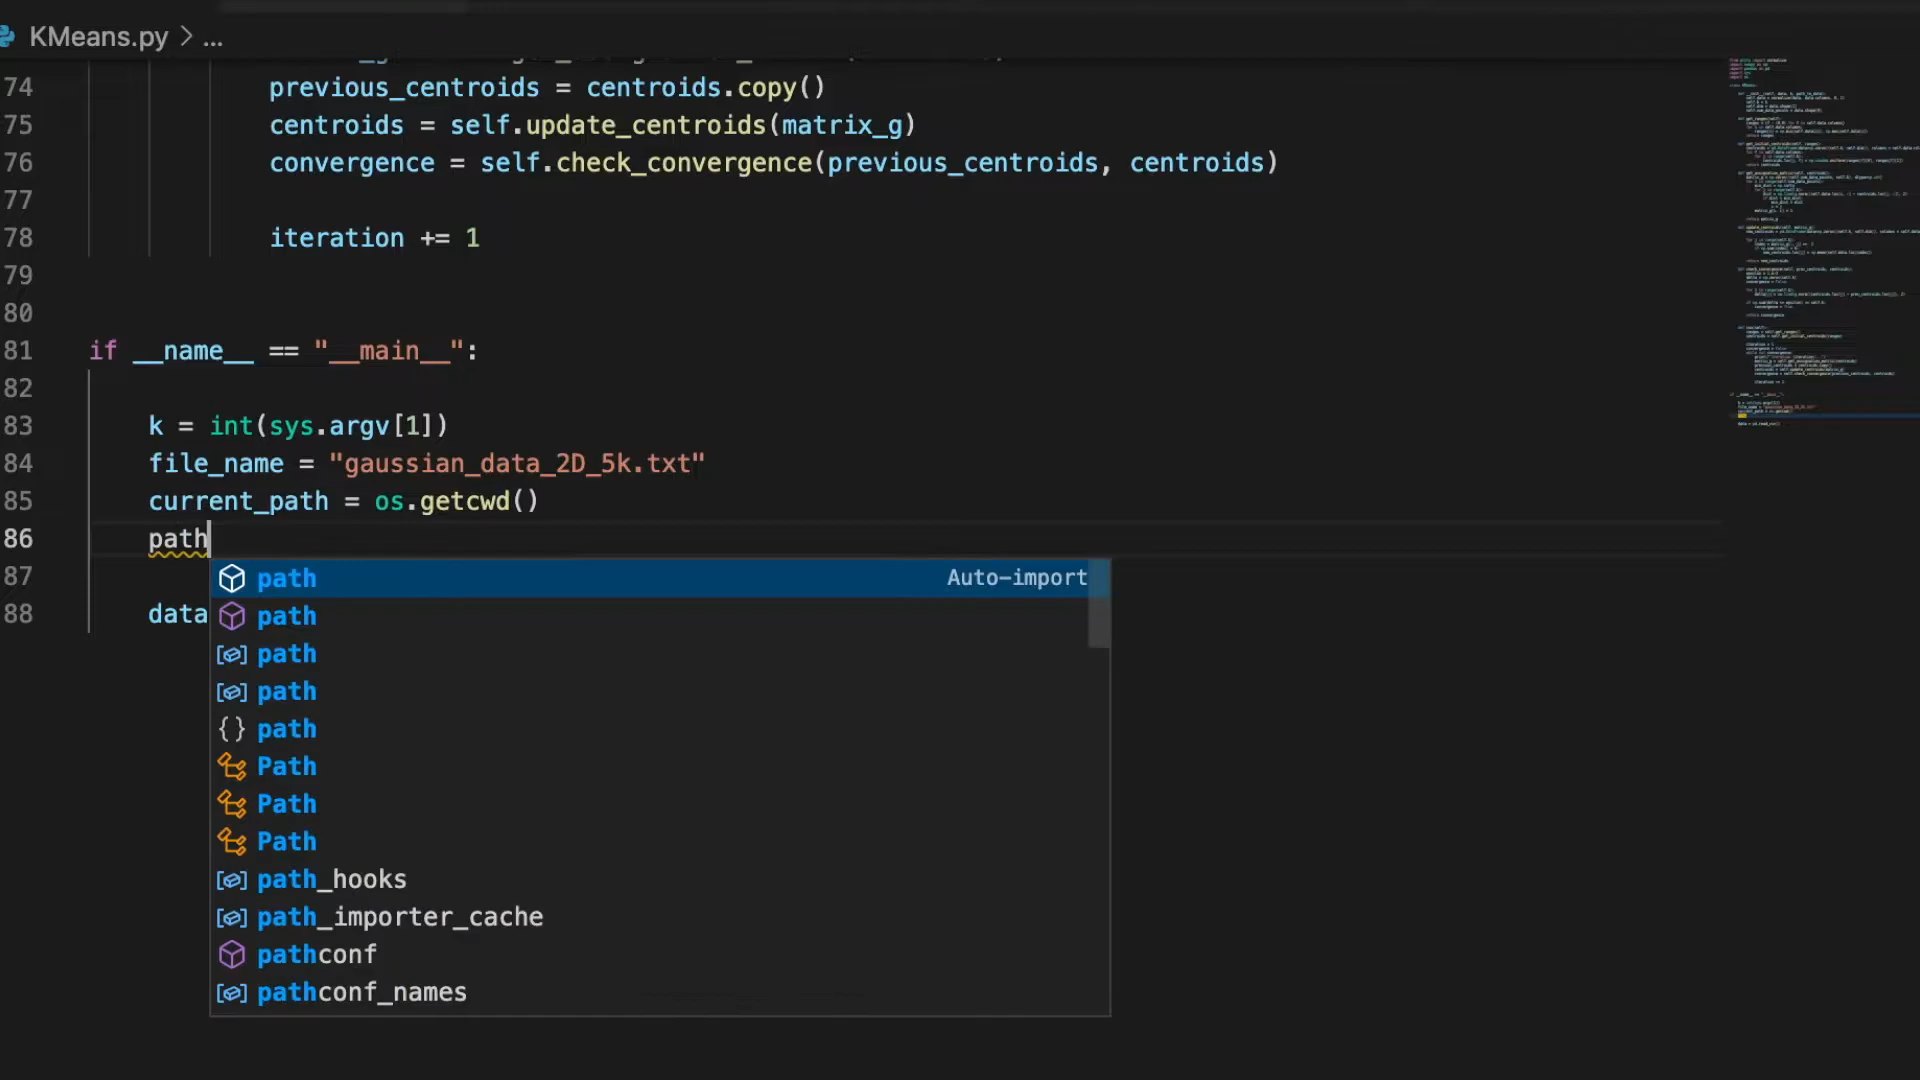 KMeans.py > ...
74 previous_centroids = centroids.copy()
75 centroids = self.update_centroids(matrix_g)
76 convergence = self.check_convergence(previous_centroids, centroids)
77
78 iteration += 1
79
80
81 if __name__ == "__main__":
82
83 k = int(sys.argv[1])
84 file_name = "gaussian_data_2D_5k.txt"
85 current_path = os.getcwd()
86 path
87
88 data
path Auto-import
path
path
path
{} path
Path
Path
Path
path_hooks
path_importer_cache
pathconf
pathconf_names